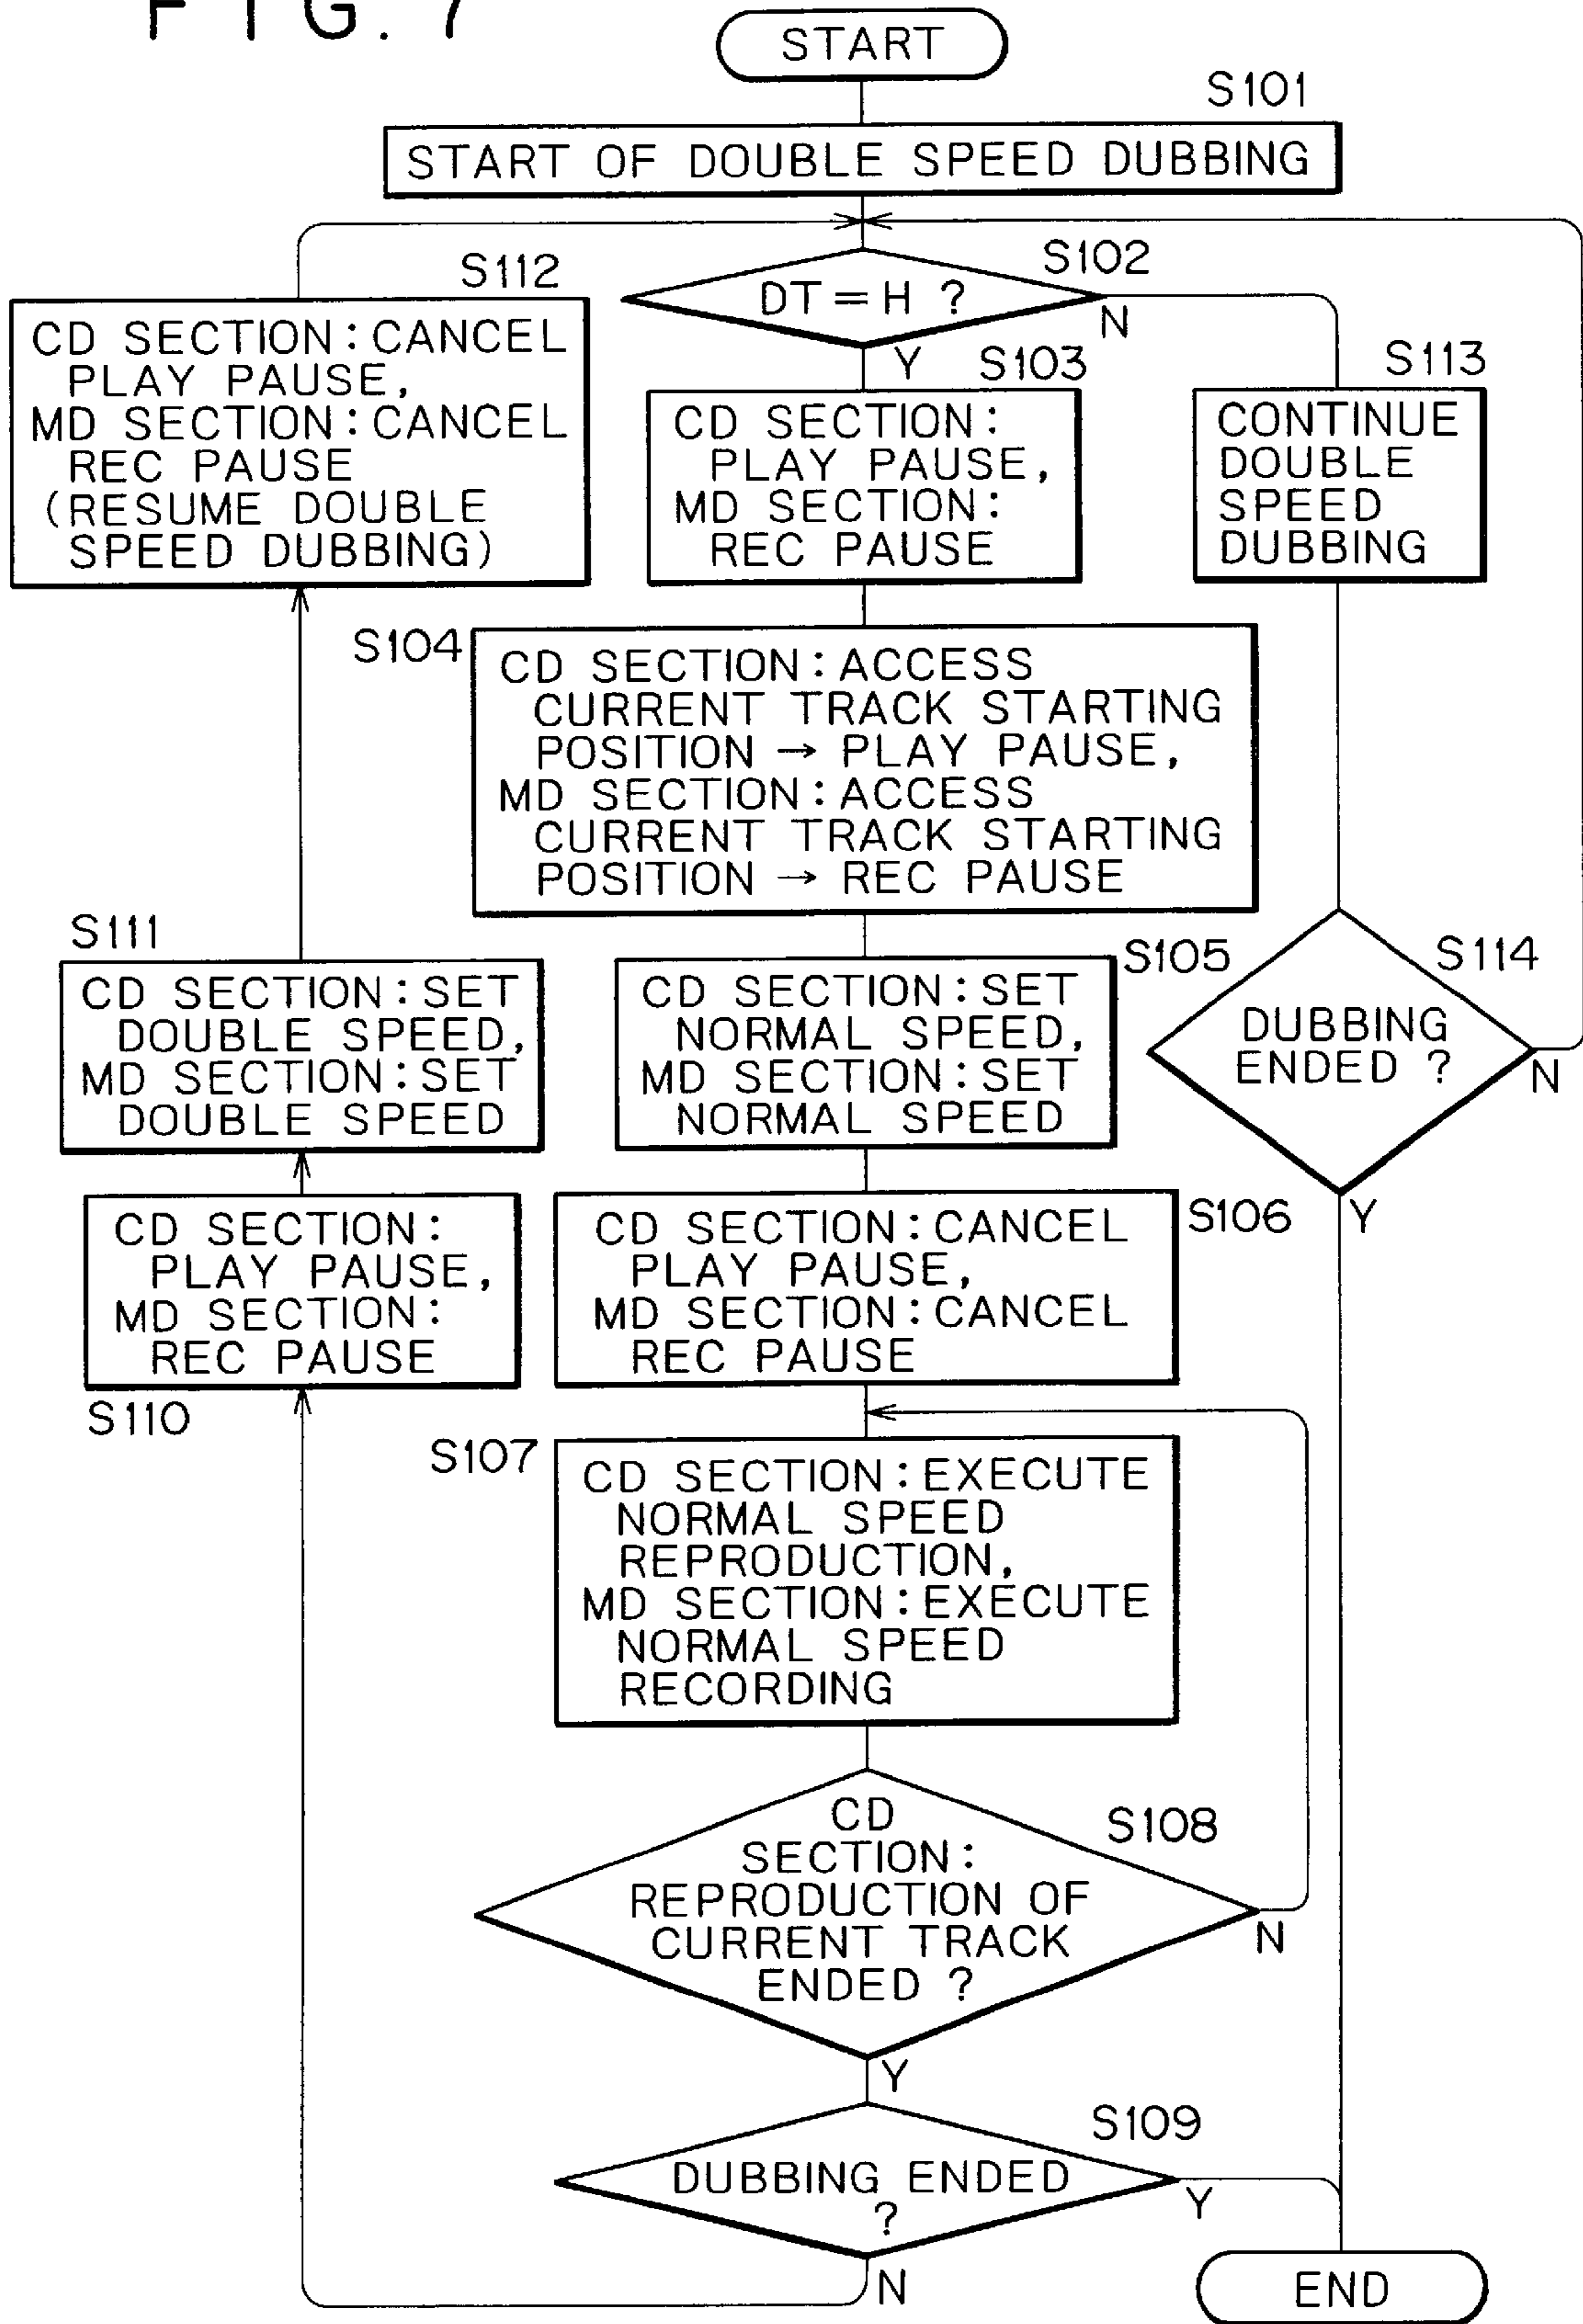 FIG. 7
START
S101
START OF DOUBLE SPEED DUBBING
S102
DT = H ?
N
Y
S103
CD SECTION:
PLAY PAUSE,
MD SECTION:
REC PAUSE
S104
CD SECTION: ACCESS
CURRENT TRACK STARTING
POSITION → PLAY PAUSE,
MD SECTION: ACCESS
CURRENT TRACK STARTING
POSITION → REC PAUSE
S105
CD SECTION: SET
NORMAL SPEED,
MD SECTION: SET
NORMAL SPEED
S106
CD SECTION: CANCEL
PLAY PAUSE,
MD SECTION: CANCEL
REC PAUSE
S107
CD SECTION: EXECUTE
NORMAL SPEED
REPRODUCTION,
MD SECTION: EXECUTE
NORMAL SPEED
RECORDING
S108
CD
SECTION:
REPRODUCTION OF
CURRENT TRACK
ENDED ?
N
Y
S109
DUBBING ENDED
?
Y
N
S110
CD SECTION:
PLAY PAUSE,
MD SECTION:
REC PAUSE
S111
CD SECTION: SET
DOUBLE SPEED,
MD SECTION: SET
DOUBLE SPEED
S112
CD SECTION: CANCEL
PLAY PAUSE,
MD SECTION: CANCEL
REC PAUSE
(RESUME DOUBLE
SPEED DUBBING)
S113
CONTINUE
DOUBLE
SPEED
DUBBING
S114
DUBBING
ENDED ?
N
Y
END